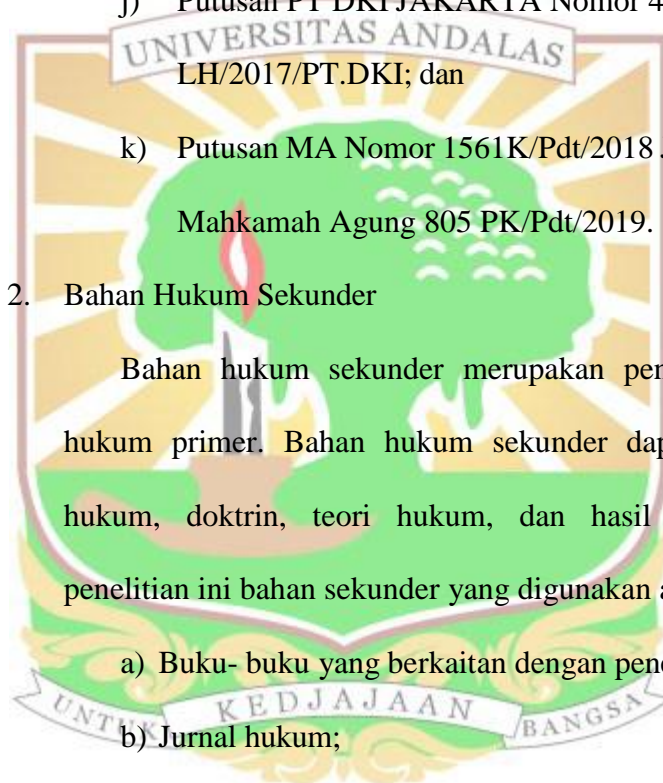 j) Putusan PT DKI JAKARTA Nomor 4
UNIVERSITAS ANDALAS
LH/2017/PT.DKI; dan
k) Putusan MA Nomor 1561K/Pdt/2018
Mahkamah Agung 805 PK/Pdt/2019.
2. Bahan Hukum Sekunder
Bahan hukum sekunder merupakan
hukum primer. Bahan hukum sekunder
hukum, doktrin, teori hukum, dan hasil
penelitian ini bahan sekunder yang digunakan
a) Buku- buku yang berkaitan dengan
UNTUK KEDJAJAAN BANGSA
b) Jurnal hukum;